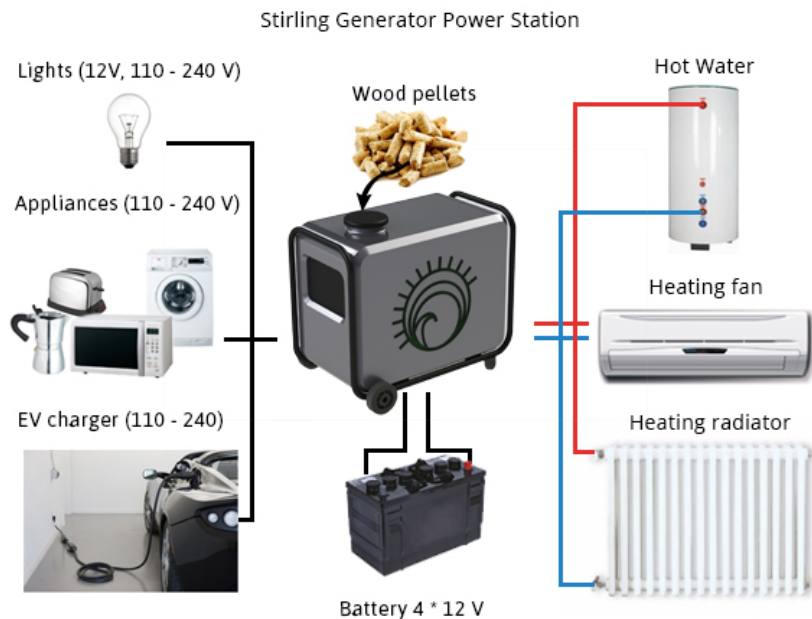 Stirling Generator Power Station
Lights (12V, 110 - 240 V)
Wood pellets
Hot Water
Appliances (110 - 240 V)
Heating fan
EV charger (110 - 240)
Heating radiator
Battery 4 * 12 V